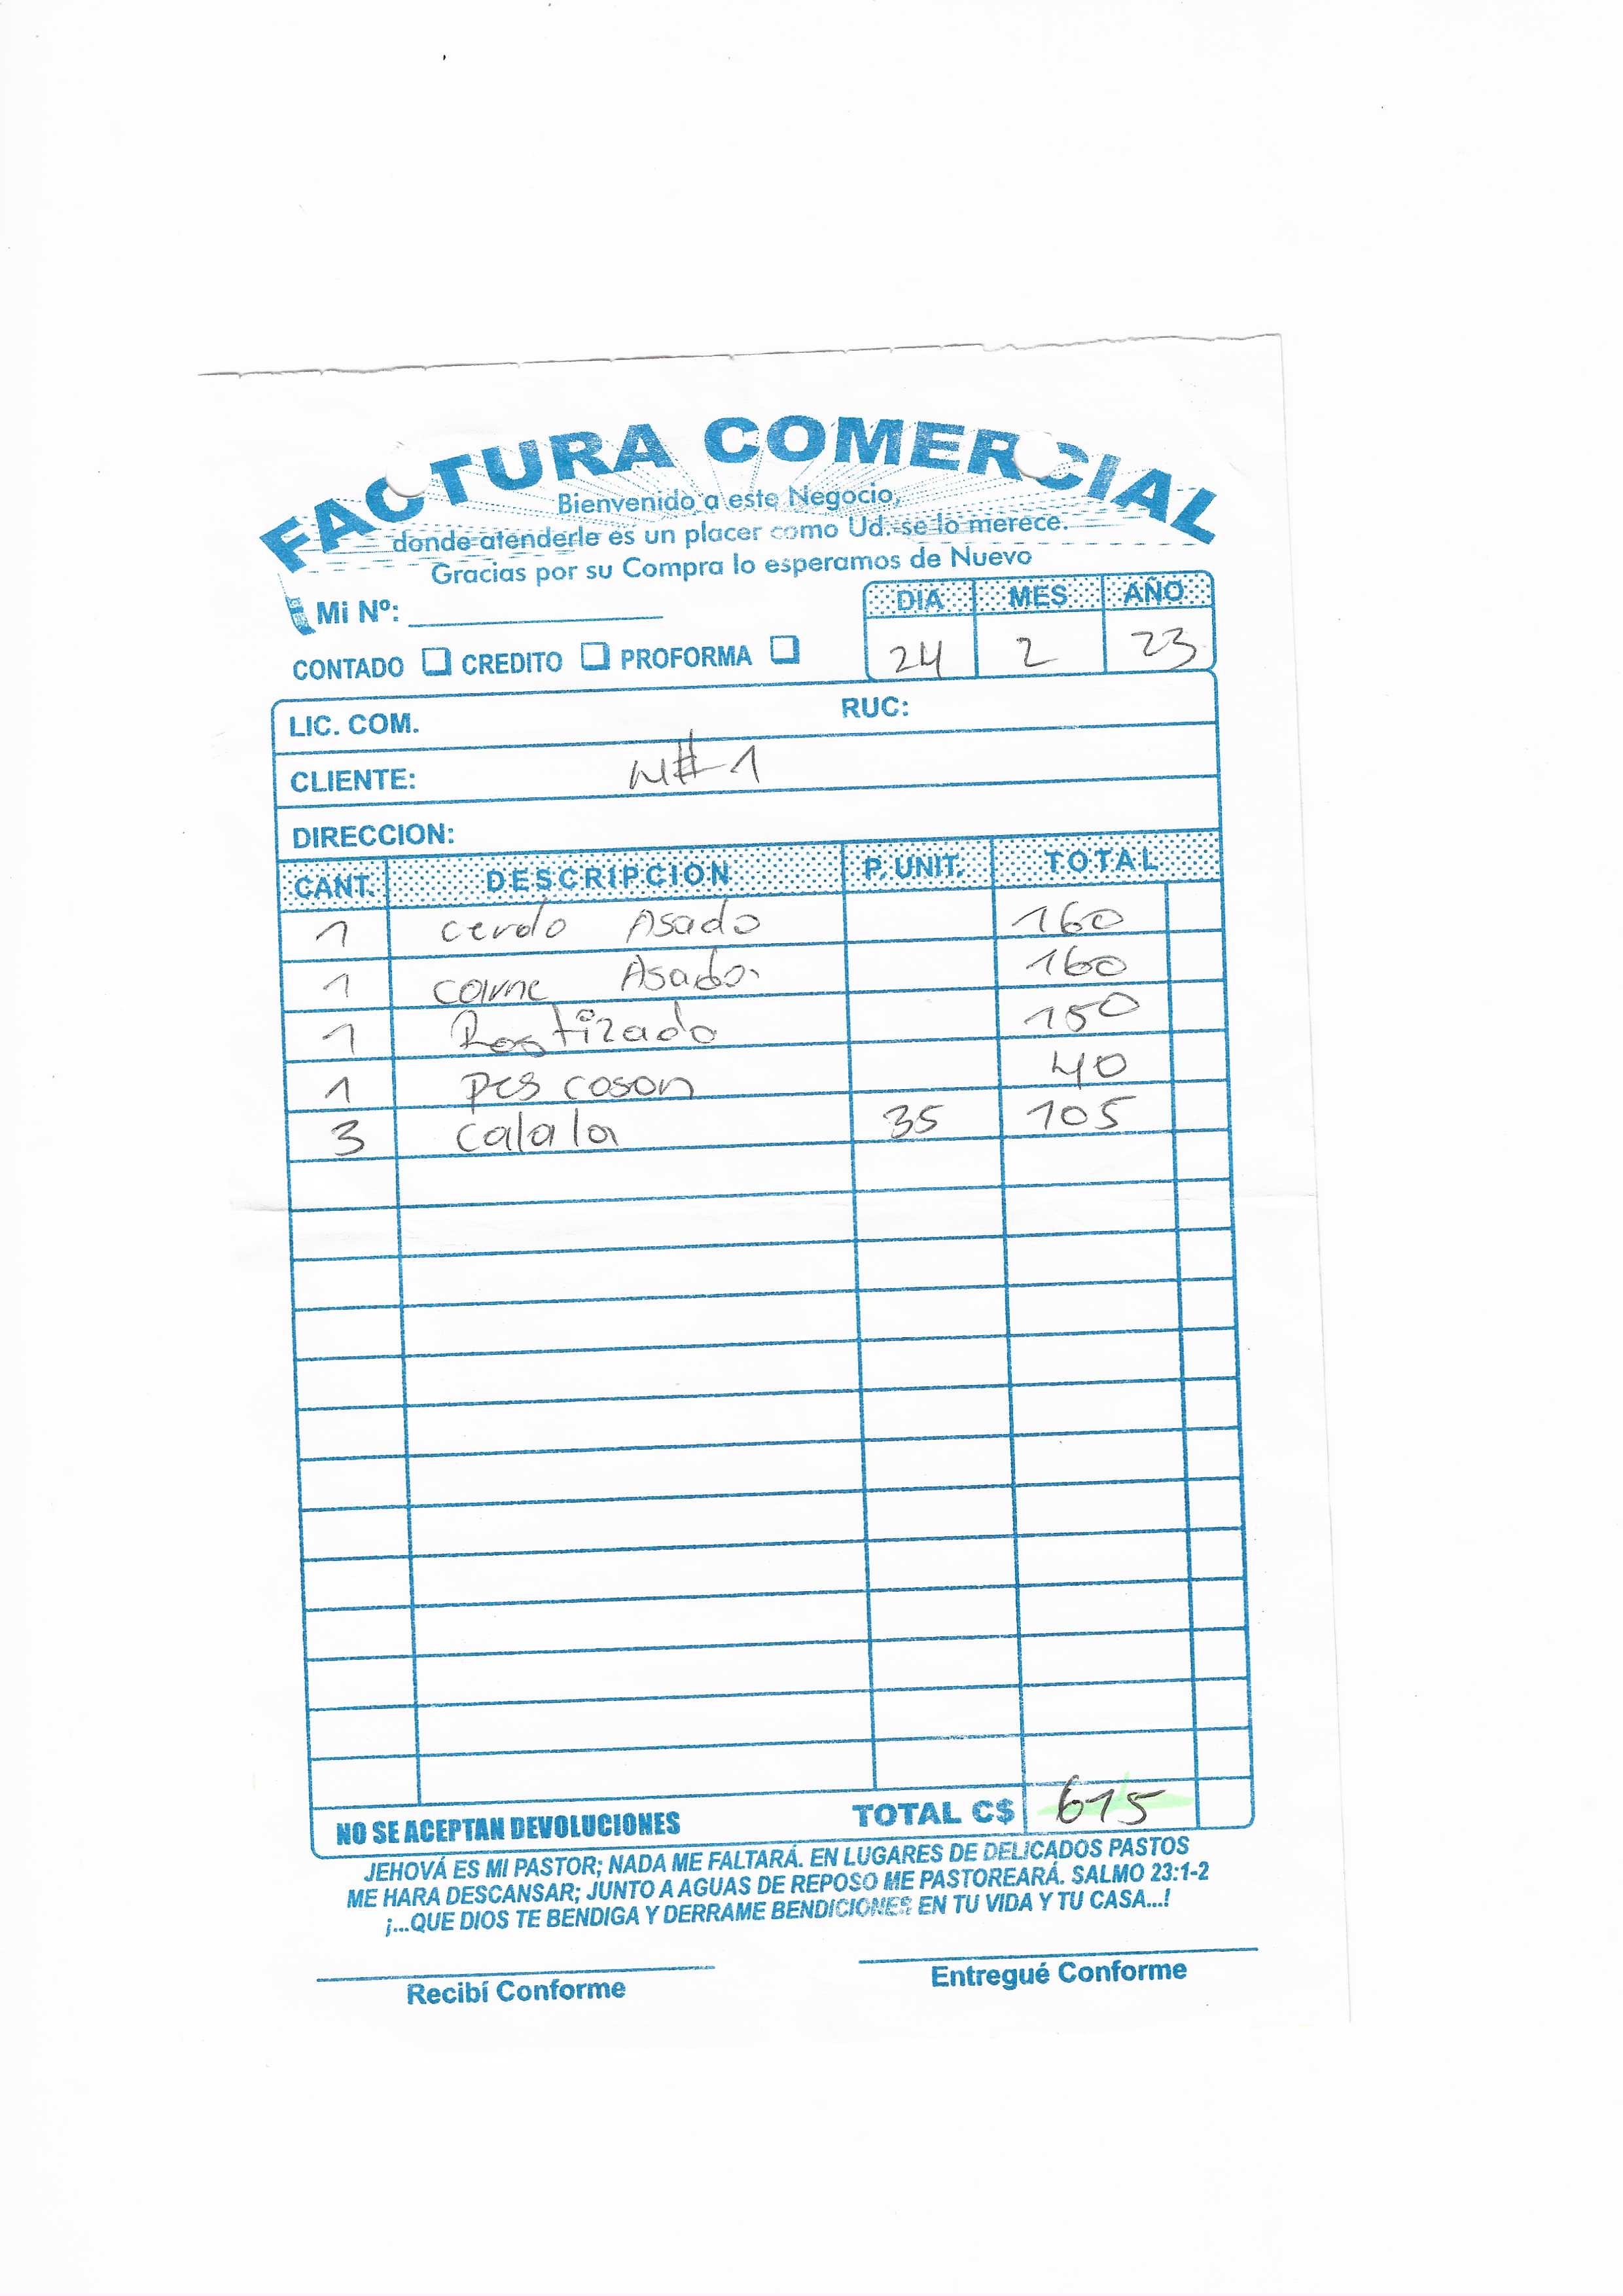 FACTURA COMERCIAL
Bienvenido a este Negocio,
donde atenderle es un placer como Ud. se lo merece.
Gracias por su Compra lo esperamos de Nuevo
Mi Nº:
DIA MES AÑO
24 2 23
CONTADO CREDITO PROFORMA
LIC. COM. RUC:
CLIENTE: M#1
DIRECCION:
CANT. DESCRIPCION P. UNIT. TOTAL
1 cerdo Asado 160
1 carne Asado 160
1 Rostizado 150
1 pes coson 40
3 calala 35 105
NO SE ACEPTAN DEVOLUCIONES TOTAL C$ 615
JEHOVÁ ES MI PASTOR; NADA ME FALTARÁ. EN LUGARES DE DELICADOS PASTOS
ME HARA DESCANSAR; JUNTO A AGUAS DE REPOSO ME PASTOREARÁ. SALMO 23:1-2
¡...QUE DIOS TE BENDIGA Y DERRAME BENDICIONES EN TU VIDA Y TU CASA...!
Recibí Conforme Entregué Conforme